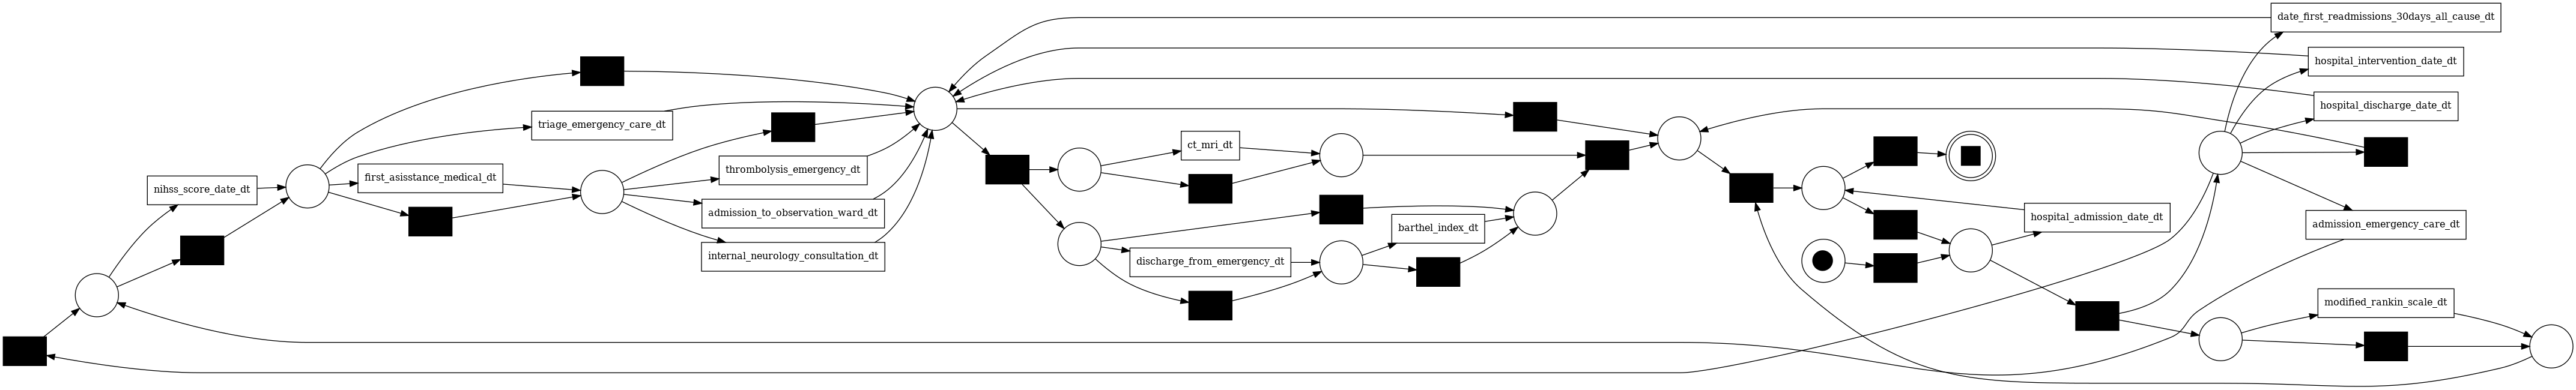 date_first_readmissions_30days_all_cause_dt
hospital_intervention_date_dt
hospital_discharge_date_dt
triage_emergency_care_dt
ct_mri_dt
thrombolysis_emergency_dt
first_asisstance_medical_dt
nihss_score_date_dt
admission_to_observation_ward_dt
hospital_admission_date_dt
admission_emergency_care_dt
barthel_index_dt
internal_neurology_consultation_dt
discharge_from_emergency_dt
modified_rankin_scale_dt